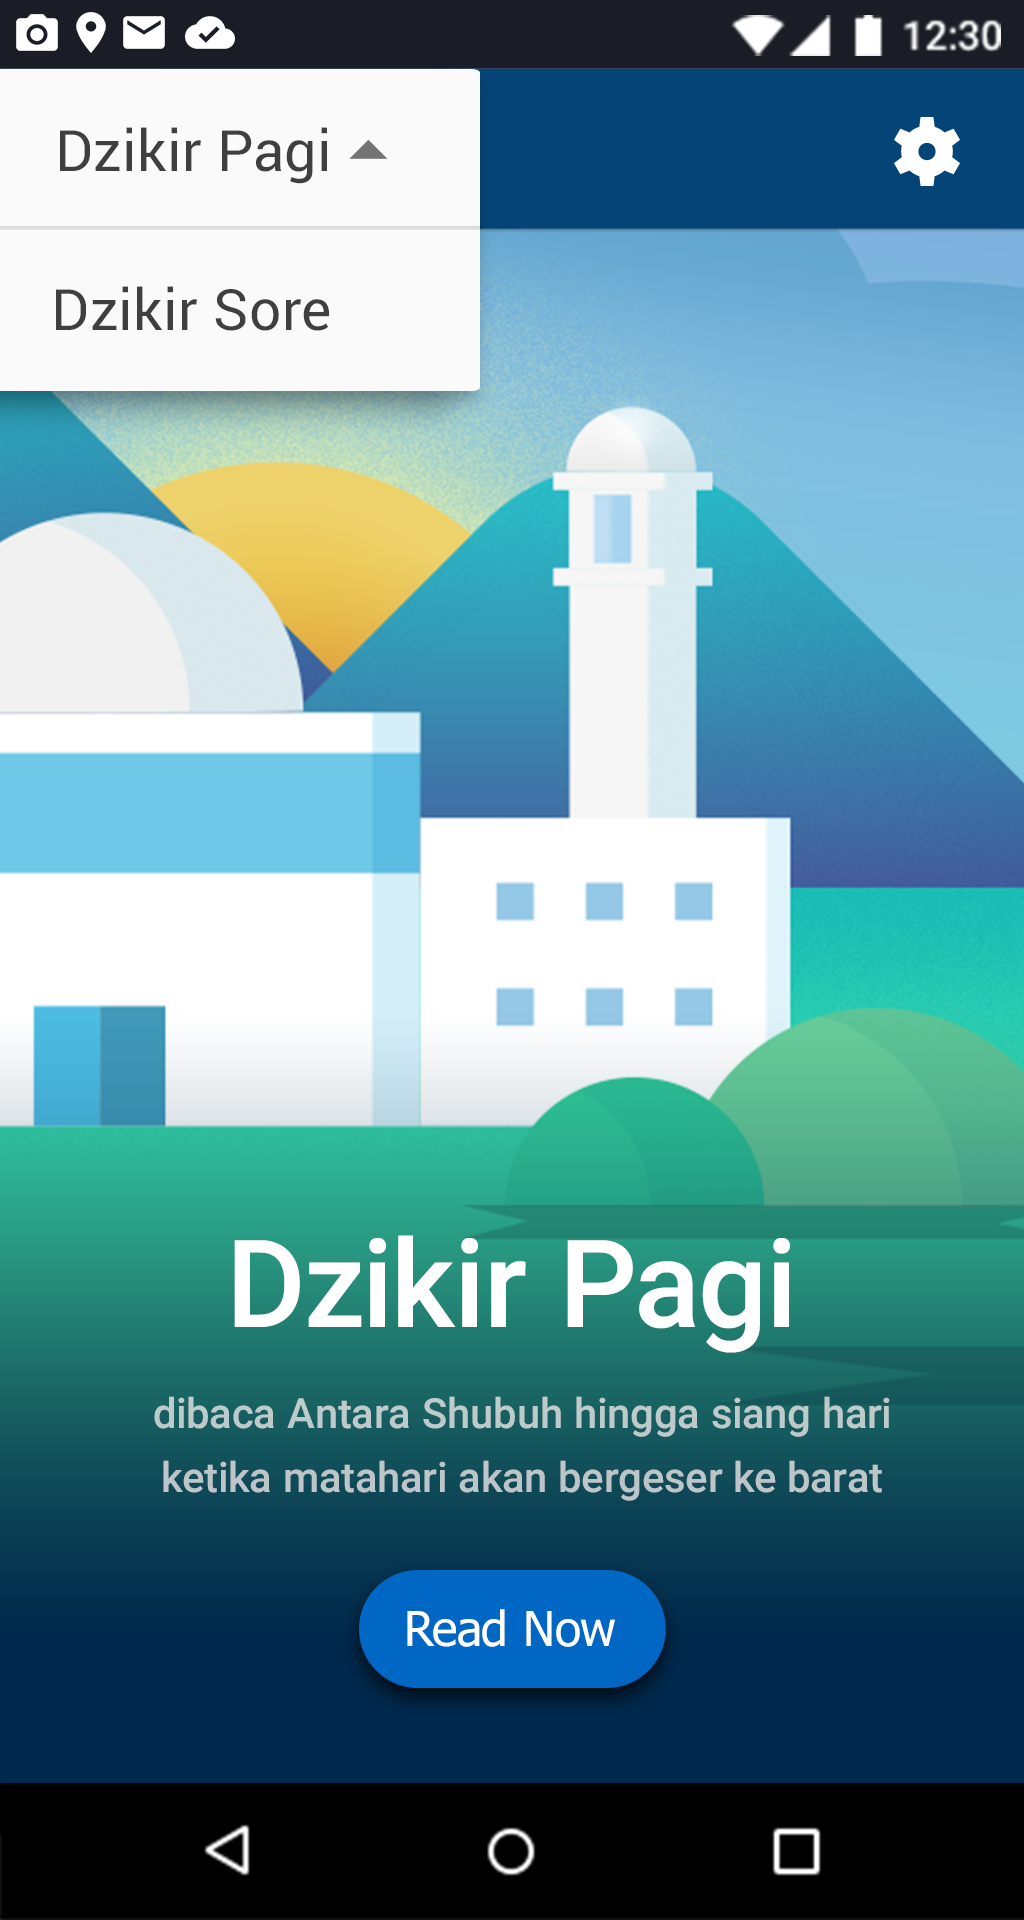 12:30
Dzikir Pagi
Dzikir Sore
Dzikir Pagi
dibaca Antara Shubuh hingga siang hari
ketika matahari akan bergeser ke barat
Read Now